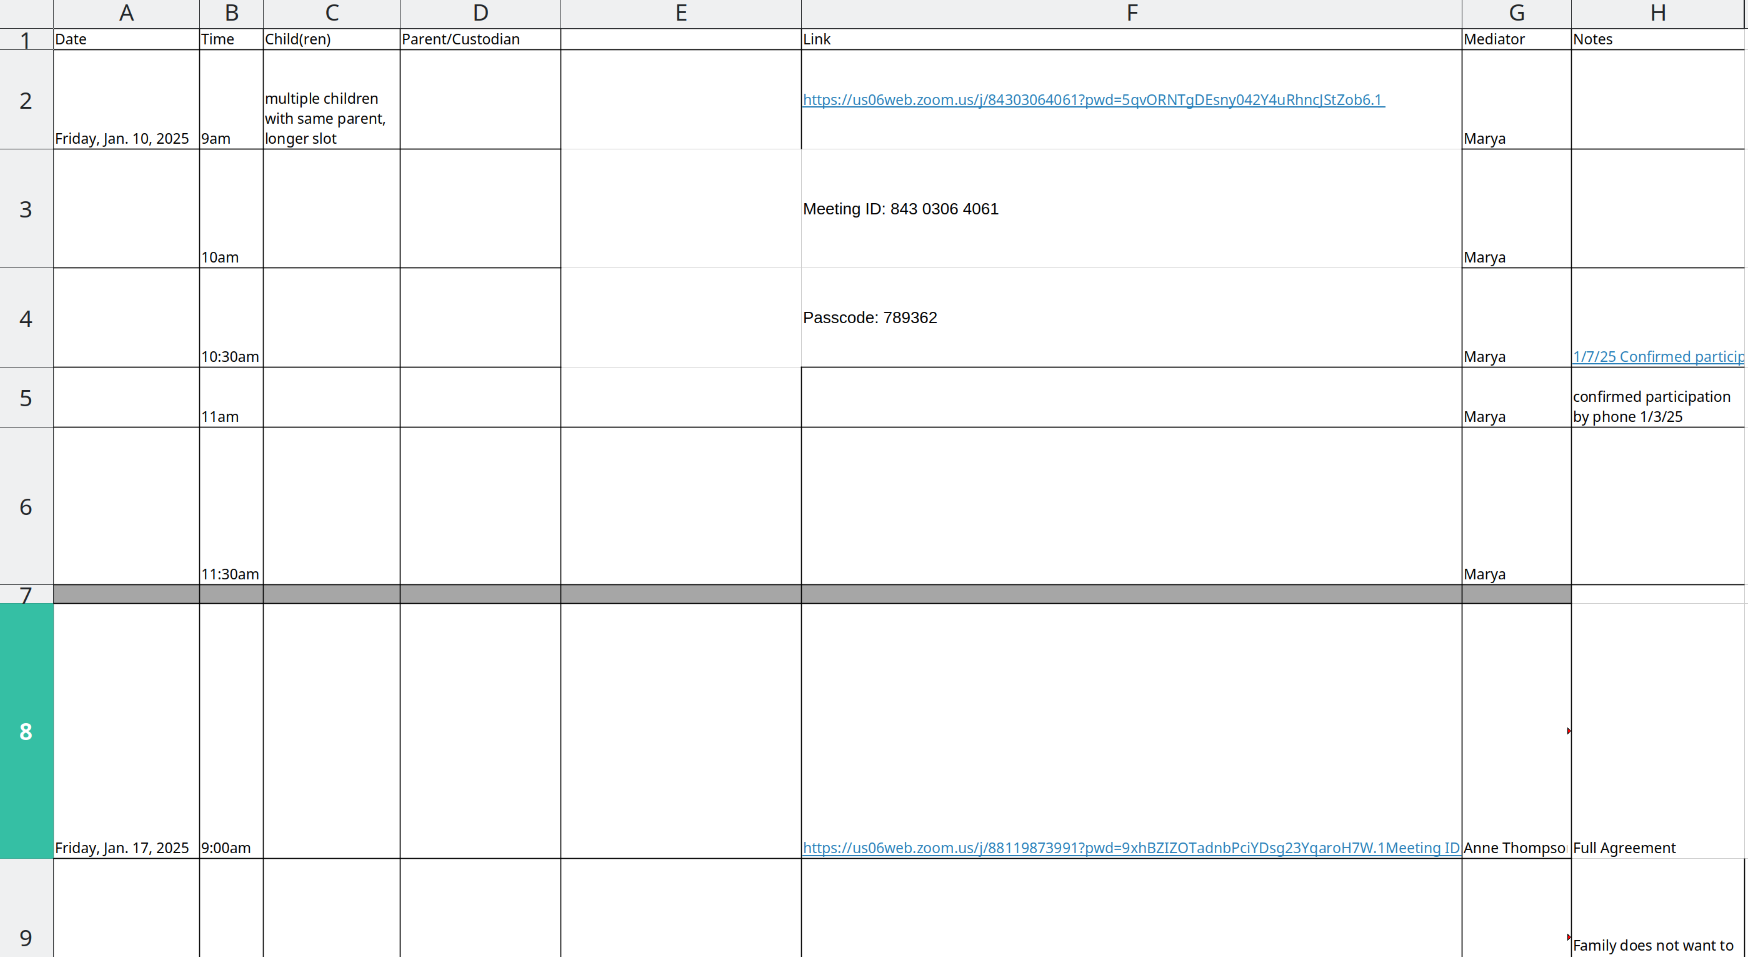 A B C D E F G H
1 Date Time Child(ren) Parent/Custodian Link Mediator Notes
2
multiple children
with same parent,
longer slot
Friday, Jan. 10, 2025 9am
https://us06web.zoom.us/j/84303064061?pwd=5qvORNTgDEsny042Y4uRhncJStZob6.1
Marya
3
10am
Meeting ID: 843 0306 4061
Marya
4
10:30am
Passcode: 789362
Marya
1/7/25 Confirmed particip
5
11am
Marya
confirmed participation
by phone 1/3/25
6
11:30am
Marya
7
8
Friday, Jan. 17, 2025 9:00am
https://us06web.zoom.us/j/88119873991?pwd=9xhBZIZOTadnbPciYDsg23YqaroH7W.1Meeting ID
Anne Thompso
Full Agreement
9
Family does not want to